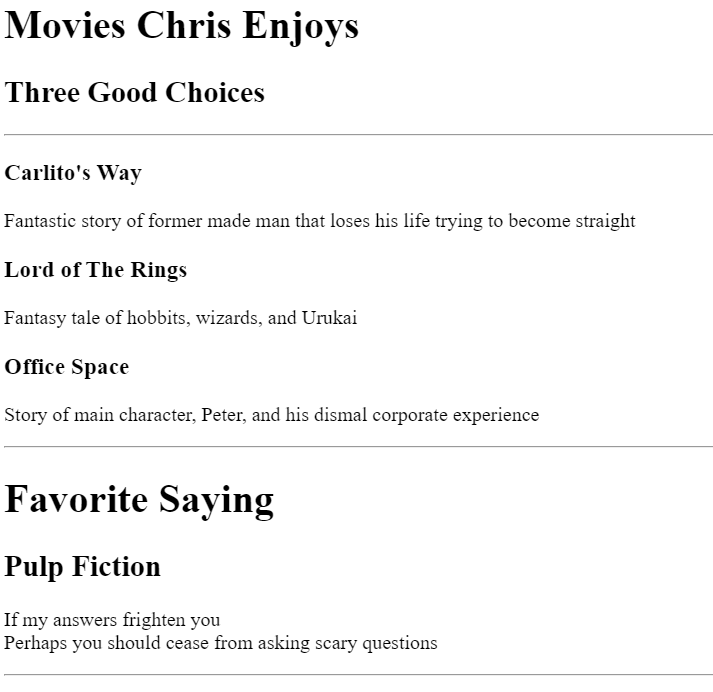 Movies Chris Enjoys
Three Good Choices
Carlito's Way
Fantastic story of former made man that loses his life trying to become straight
Lord of The Rings
Fantasy tale of hobbits, wizards, and Urukai
Office Space
Story of main character, Peter, and his dismal corporate experience
Favorite Saying
Pulp Fiction
If my answers frighten you
Perhaps you should cease from asking scary questions